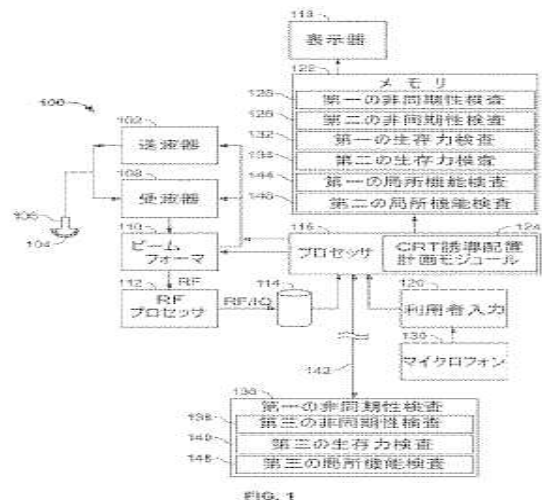 118
表示器
122
メモリ
126
第一の非同期性検査
128
第二の非同期性検査
132
第一の生存力検査
134
第二の生存力検査
144
第一の局所機能検査
146
第二の局所機能検査
100
102
送波器
108
受波器
106
104
110
ビーム
フォーマ
RF
112
RF
プロセッサ
RF/IQ
114
116
プロセッサ
124
CRT誘導配置
計画モジュール
120
利用者入力
130
マイクロフォン
142
136
第一の非同期性検査
138
第三の非同期性検査
140
第三の生存力検査
148
第三の局所機能検査
FIG. 1